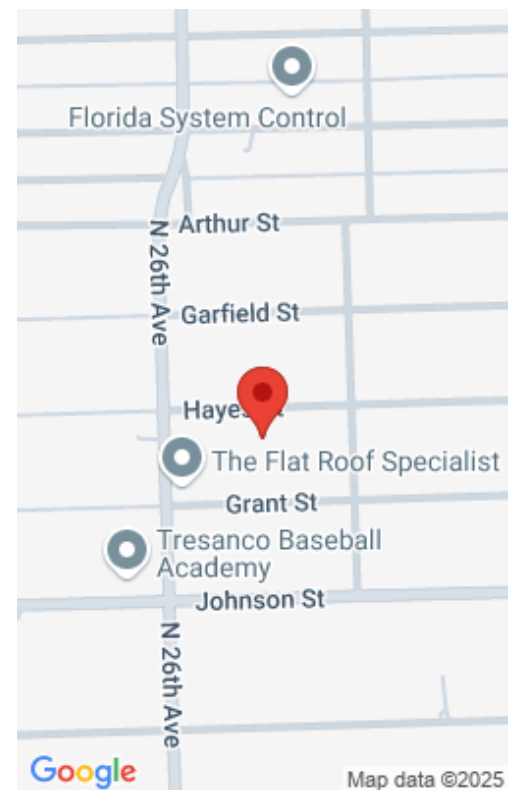 Florida System Control
Arthur St
N 26th Ave
Garfield St
Hayes St
The Flat Roof Specialist
Grant St
Tresanco Baseball
Academy
Johnson St
N 26th Ave
Google
Map data ©2025